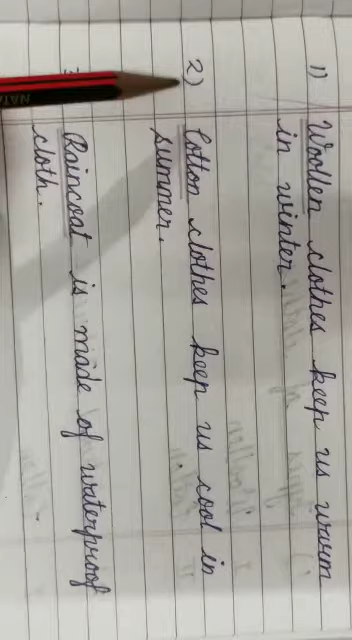 1) Woollen clothes keep us warm
in winter.
2) Cotton clothes keep us cool in
summer.
Raincoat is made of waterproof
cloth.
NATA